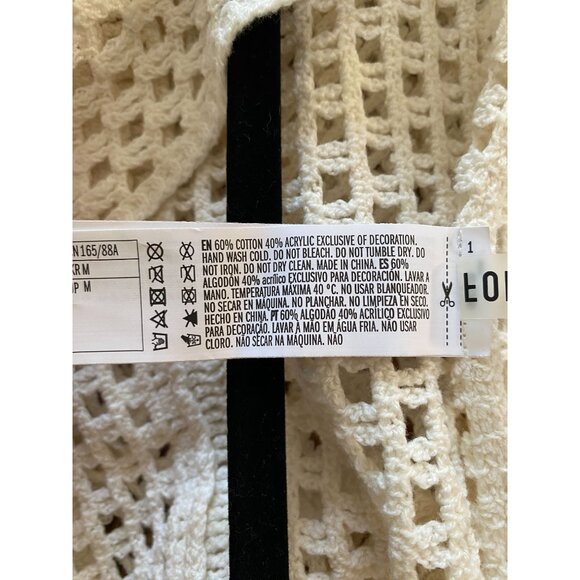 N165/88A
KR M
P M
EN 60% COTTON 40% ACRYLIC EXCLUSIVE OF DECORATION.
HAND WASH COLD. DO NOT BLEACH. DO NOT TUMBLE DRY. DO
NOT IRON. DO NOT DRY CLEAN. MADE IN CHINA. ES 60%
ALGODÓN 40% acrílico EXCLUSIVO PARA DECORACIÓN. LAVAR A
MANO. TEMPERATURA MAXIMA 40 °C. NO USAR BLANQUEADOR.
NO SECAR EN MAQUINA. NO PLANCHAR. NO LIMPIEZA EN SECO.
HECHO EN CHINA. PT 60% ALGODÃO 40% ACRÍLICO EXCLUSIVO
PARA DECORAÇÃO. LAVAR À MÃO EM ÁGUA FRIA. NÃO USAR
CLORO. NÃO SECAR NA MÁQUINA. NÃO
1